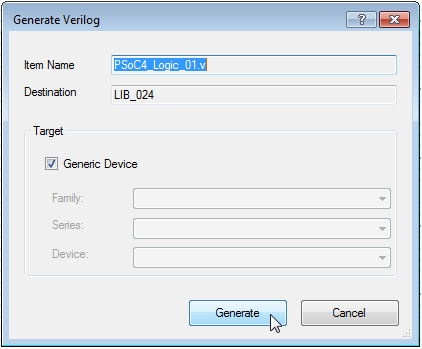 Generate Verilog
Item Name PSoC4_Logic_01.v
Destination LIB_024
Target
Generic Device
Family:
Series:
Device:
Generate Cancel